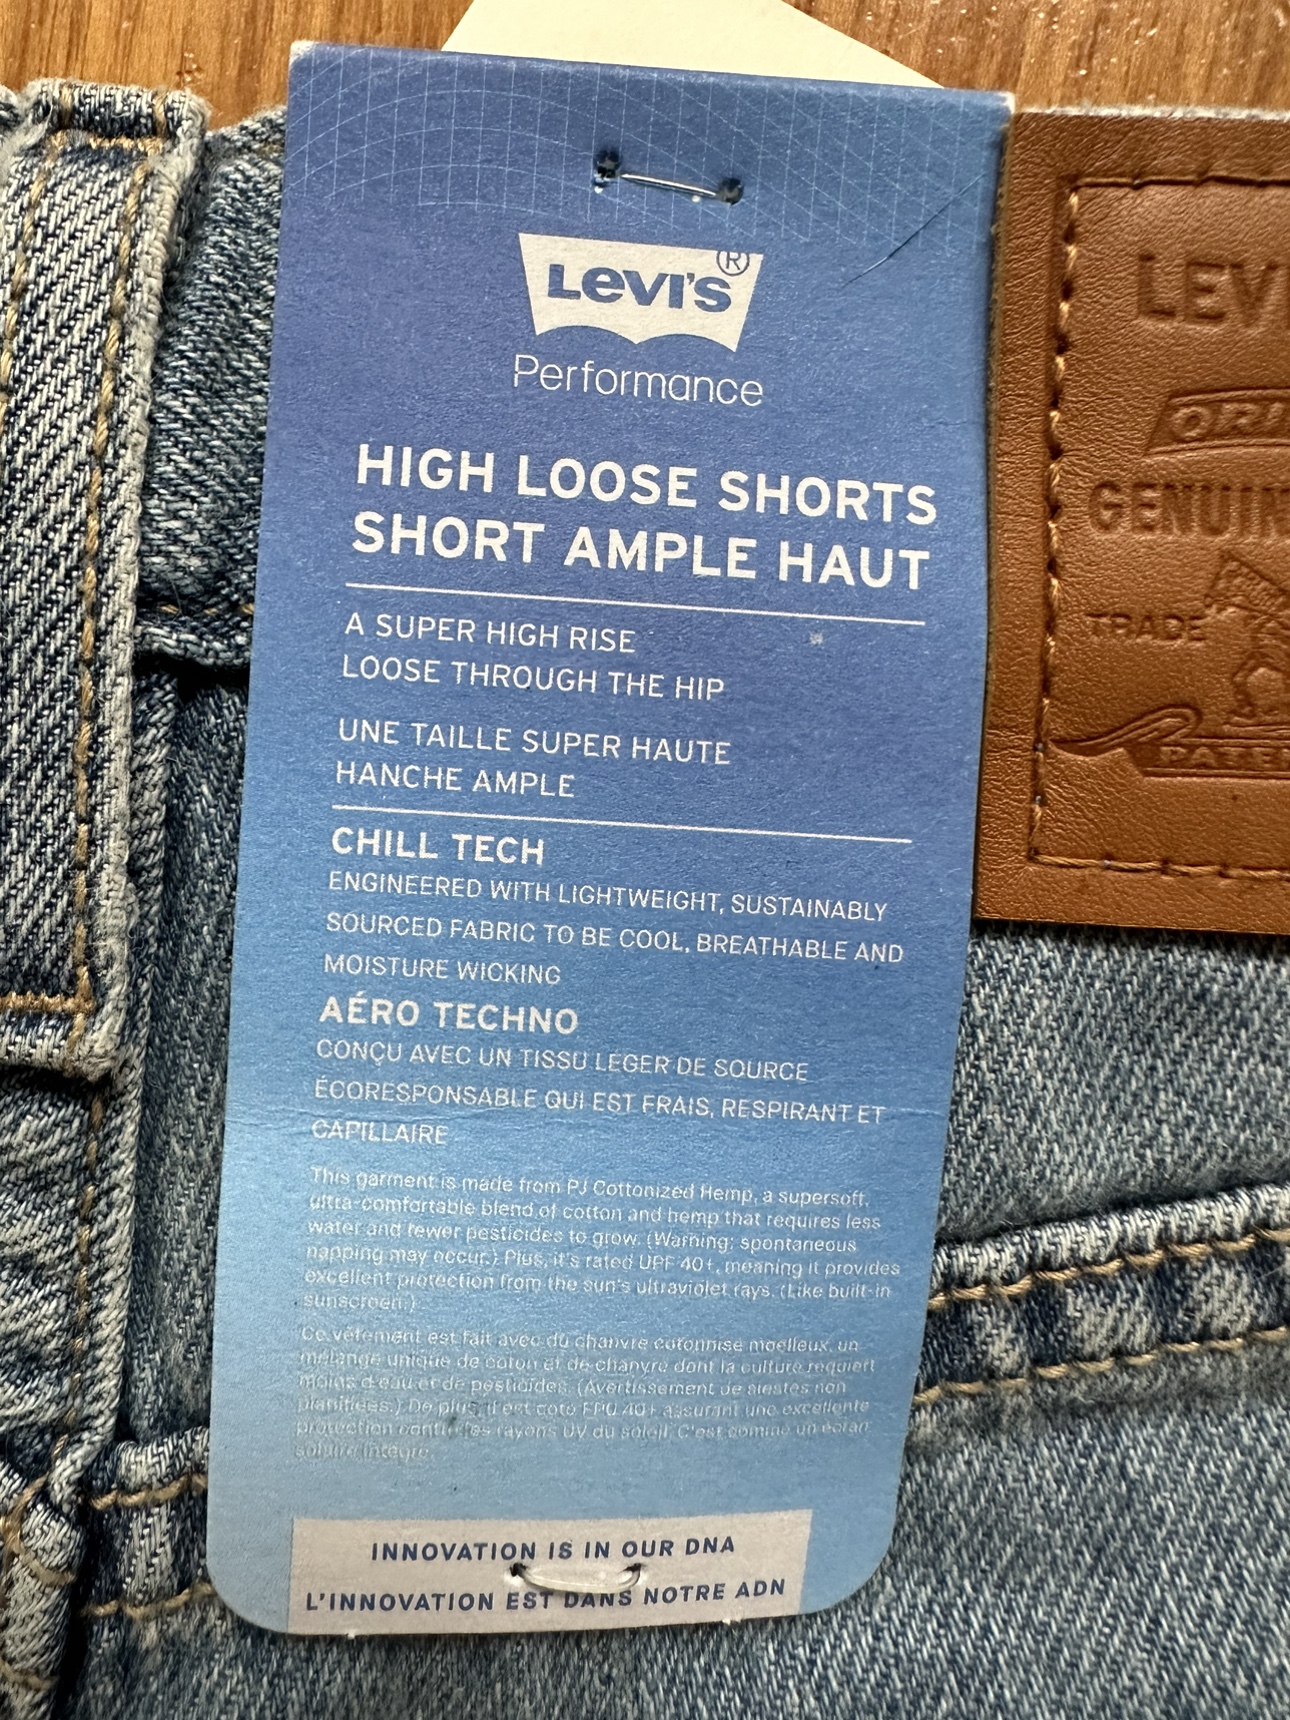 LEVI'S®
Performance
HIGH LOOSE SHORTS
SHORT AMPLE HAUT
A SUPER HIGH RISE
LOOSE THROUGH THE HIP
UNE TAILLE SUPER HAUTE
HANCHE AMPLE
CHILL TECH
ENGINEERED WITH LIGHTWEIGHT, SUSTAINABLY
SOURCED FABRIC TO BE COOL, BREATHABLE AND
MOISTURE WICKING
AÉRO TECHNO
CONÇU AVEC UN TISSU LÉGER DE SOURCE
ÉCORESPONSABLE QUI EST FRAIS, RESPIRANT ET
CAPILLAIRE
This garment is made from PJ Cottonized Hemp, a supersoft,
ultra-comfortable blend of cotton and hemp that requires less
water and fewer pesticides to grow. (Warning: spontaneous
napping may occur.) Plus, it's rated UPF 40+, meaning it provides
excellent protection from the sun's ultraviolet rays. (Like built-in
sunscreen.)
Ce vêtement est fait avec du chanvre cotonnisé moelleux, un
mélange unique de coton et de chanvre dont la culture requiert
moins d'eau et de pesticides. (Avertissement de siestes non
planifiées.) De plus, il est coté FPU 40+ assurant une excellente
protection contre les rayons UV du soleil. C'est comme un écran
solaire intégré.
INNOVATION IS IN OUR DNA
L'INNOVATION EST DANS NOTRE ADN
LEVI
ORI
GENUIN
TRADE
PATEN